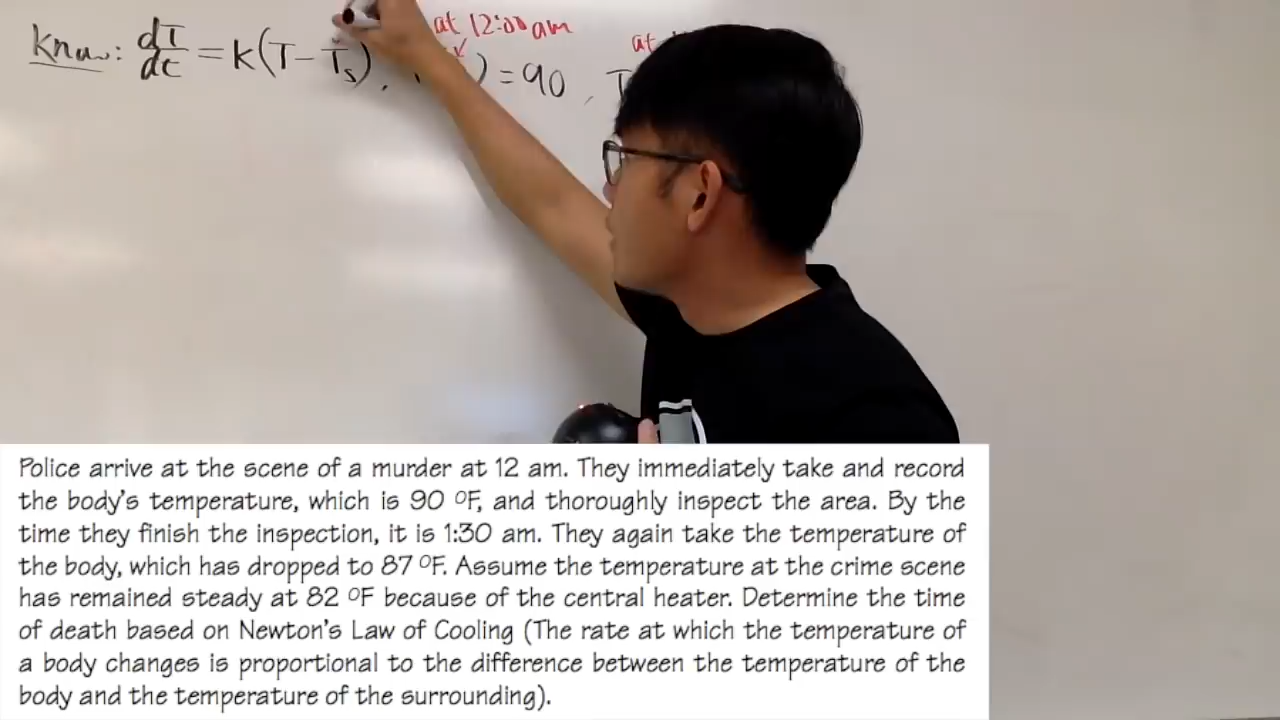 at 12:00 am
at
know: dT/dt = k(T - Ts), ) = 90, T
Police arrive at the scene of a murder at 12 am. They immediately take and record
the body's temperature, which is 90 ºF, and thoroughly inspect the area. By the
time they finish the inspection, it is 1:30 am. They again take the temperature of
the body, which has dropped to 87 ºF. Assume the temperature at the crime scene
has remained steady at 82 ºF because of the central heater. Determine the time
of death based on Newton's Law of Cooling (The rate at which the temperature of
a body changes is proportional to the difference between the temperature of the
body and the temperature of the surrounding).